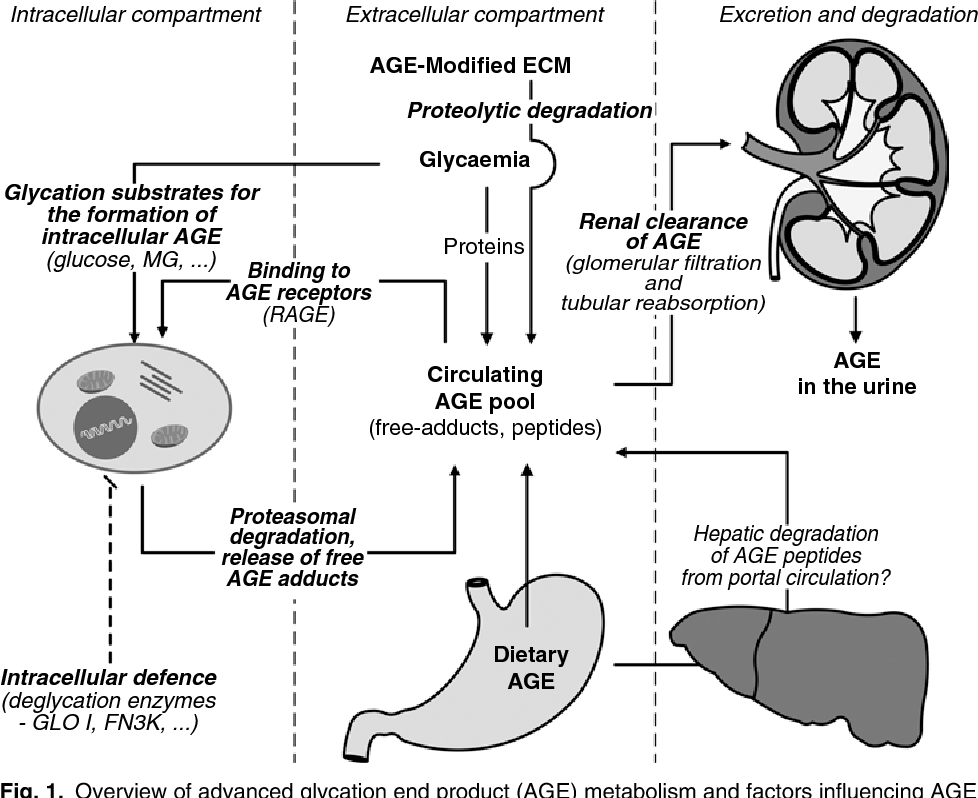 Intracellular compartment
Extracellular compartment
Excretion and degradation
AGE-Modified ECM
Proteolytic degradation
Glycaemia
Glycation substrates for
the formation of
intracellular AGE
(glucose, MG, ...)
Proteins
Renal clearance
of AGE
(glomerular filtration
and
tubular reabsorption)
Binding to
AGE receptors
(RAGE)
AGE
in the urine
Circulating
AGE pool
(free-adducts, peptides)
Proteasomal
degradation,
release of free
AGE adducts
Hepatic degradation
of AGE peptides
from portal circulation?
Dietary
AGE
Intracellular defence
(deglycation enzymes
- GLO I, FN3K, ...)
Fig. 1. Overview of advanced glycation end product (AGE) metabolism and factors influencing AGE